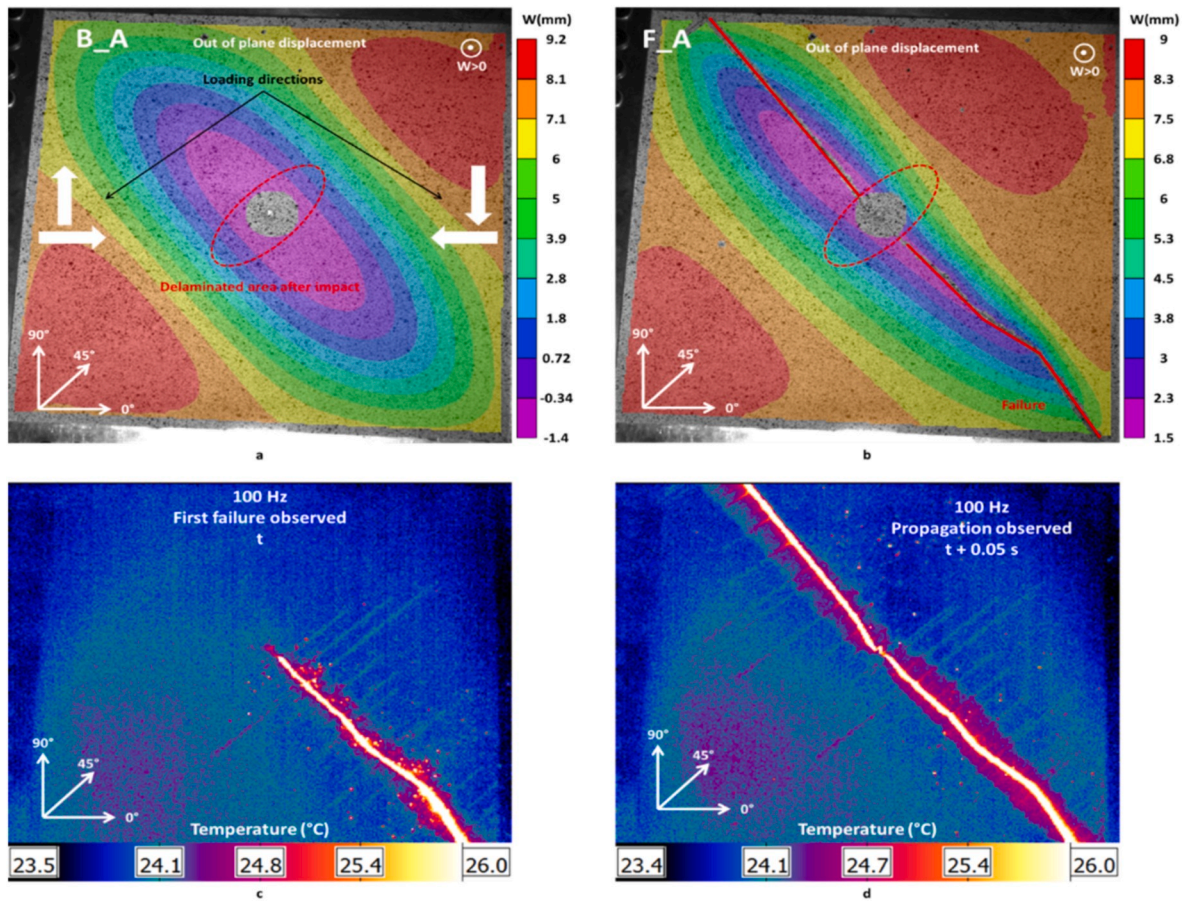 B_A
Out of plane displacement
W>0
Loading directions
Delaminated area after impact
90°
45°
0°
W(mm)
9.2
8.1
7.1
6
5
3.9
2.8
1.8
0.72
-0.34
-1.4
a
F_A
Out of plane displacement
W>0
Failure
90°
45°
0°
W(mm)
9
8.3
7.5
6.8
6
5.3
4.5
3.8
3
2.3
1.5
b
100 Hz
First failure observed
t
90°
45°
0°
Temperature (°C)
23.5 24.1 24.8 25.4 26.0
c
100 Hz
Propagation observed
t + 0.05 s
90°
45°
0°
Temperature (°C)
23.4 24.1 24.7 25.4 26.0
d